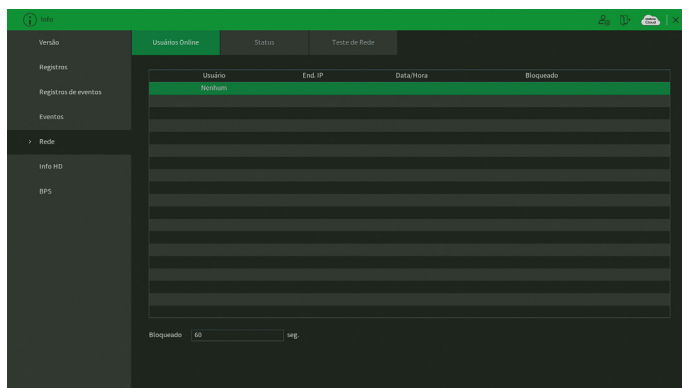 Info
Versão
Usuários Online Status Teste de Rede
Registros
Usuário End. IP Data/Hora Bloqueado
Nenhum
Registros de eventos
Eventos
> Rede
Info HD
BPS
Bloqueado 60 seg.